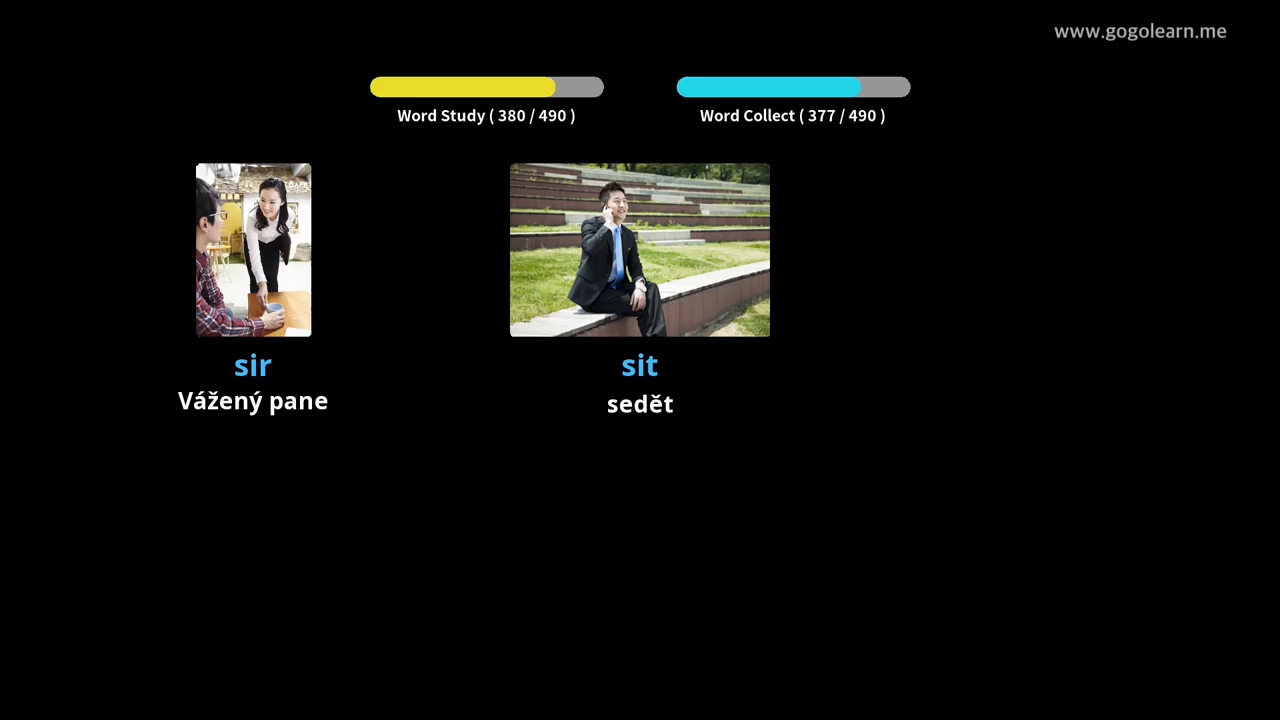 www.gogolearn.me
Word Study ( 380 / 490 )
Word Collect ( 377 / 490 )
sir
Vážený pane
sit
sedět